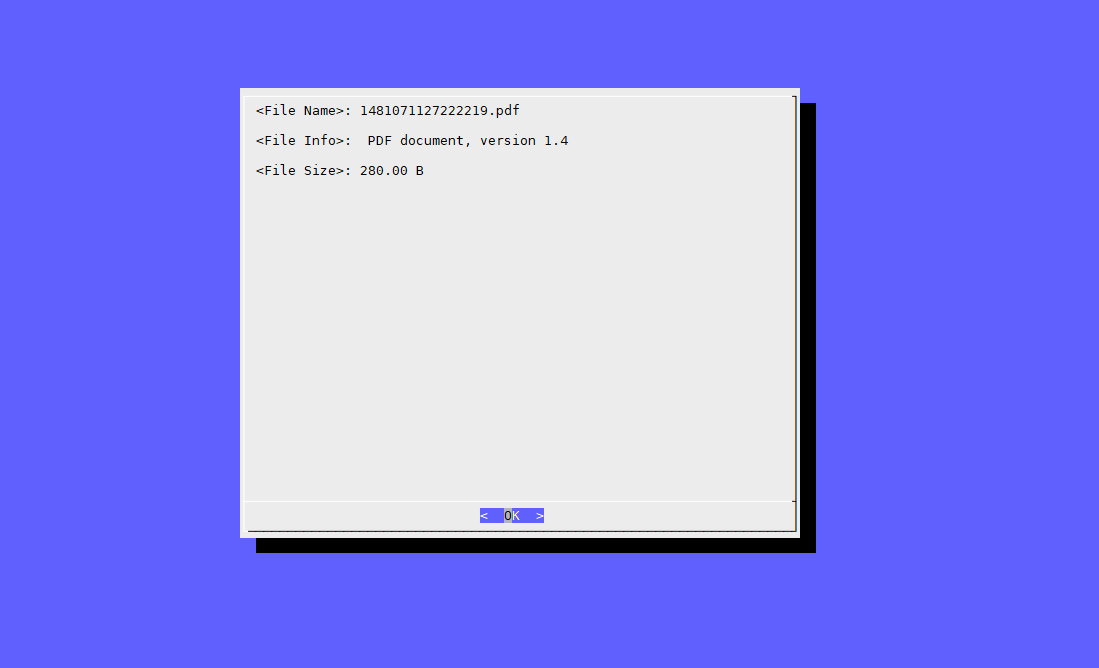 <File Name>: 1481071127222219.pdf
<File Info>:  PDF document, version 1.4
<File Size>: 280.00 B
<  OK  >